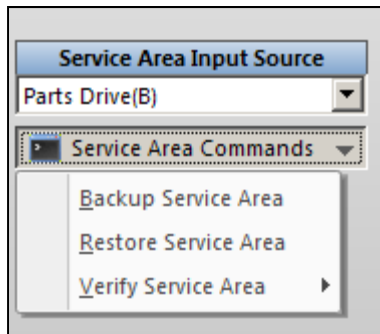 Service Area Input Source
Parts Drive(B)
Service Area Commands
Backup Service Area
Restore Service Area
Verify Service Area